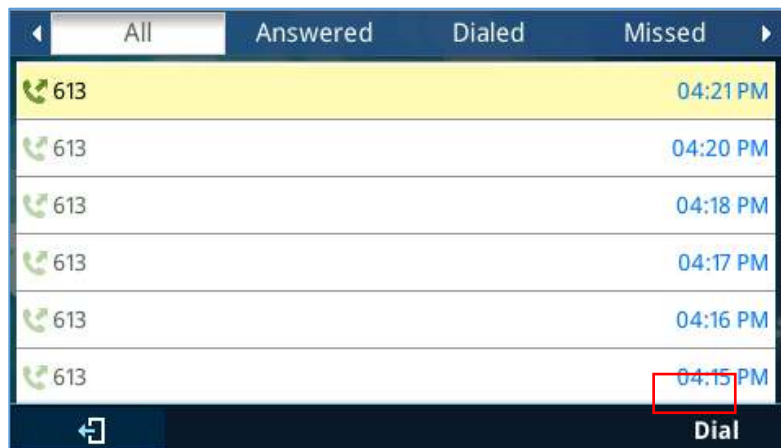 All Answered Dialed Missed
613 04:21 PM
613 04:20 PM
613 04:18 PM
613 04:17 PM
613 04:16 PM
613 04:15 PM
Dial